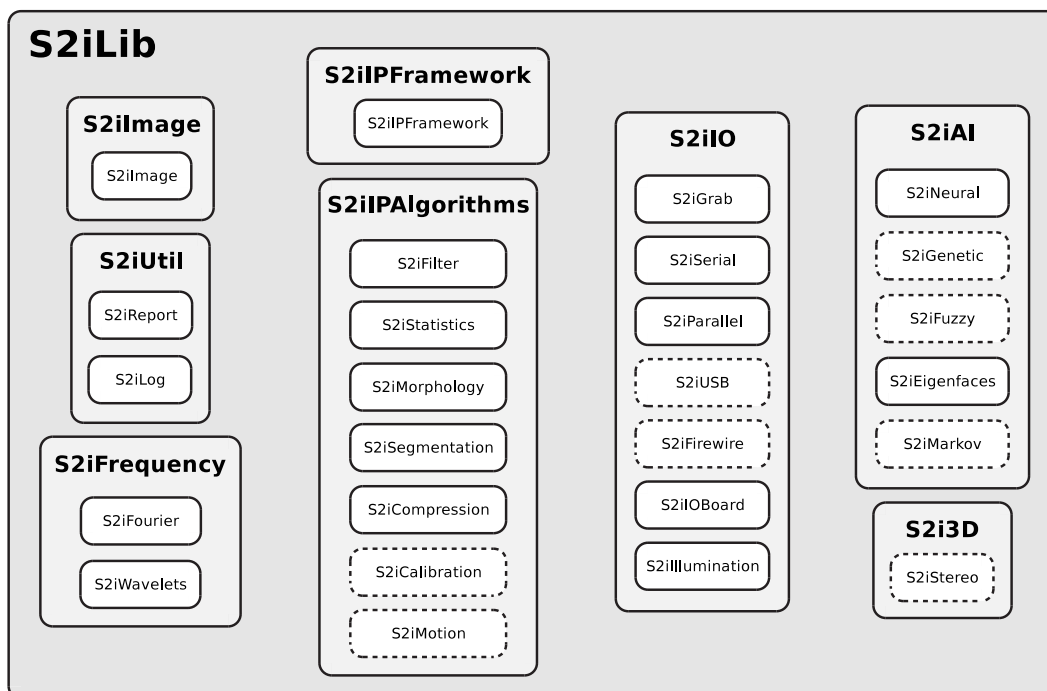 S2iLib
S2iImage
S2iImage
S2iUtil
S2iReport
S2iLog
S2iFrequency
S2iFourier
S2iWavelets
S2iIPFramework
S2iIPFramework
S2iIPAlgorithms
S2iFilter
S2iStatistics
S2iMorphology
S2iSegmentation
S2iCompression
S2iCalibration
S2iMotion
S2iIO
S2iGrab
S2iSerial
S2iParallel
S2iUSB
S2iFirewire
S2iIOBoard
S2iIllumination
S2iAI
S2iNeural
S2iGenetic
S2iFuzzy
S2iEigenfaces
S2iMarkov
S2i3D
S2iStereo